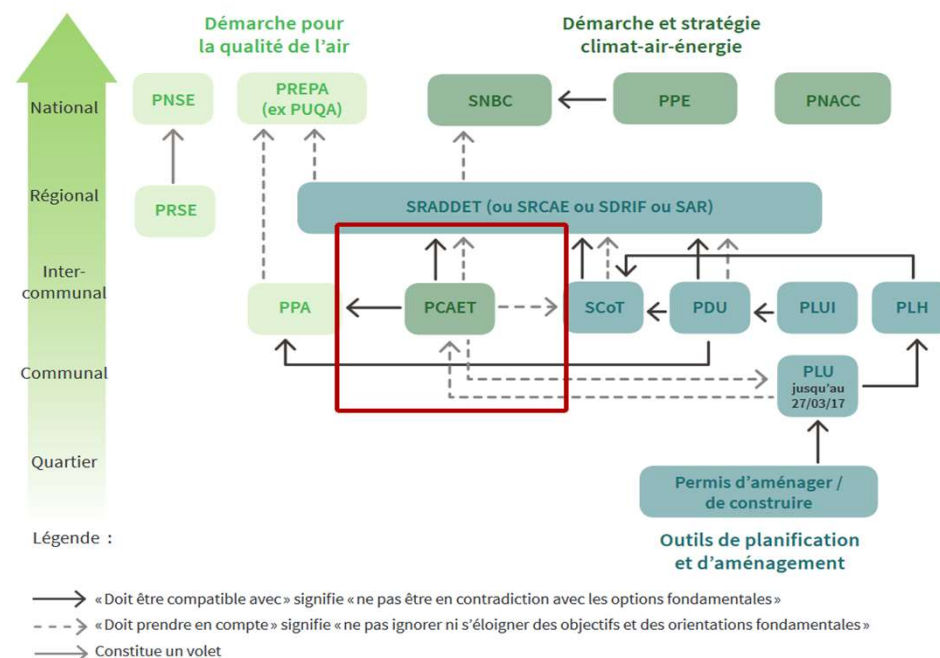 Démarche pour
la qualité de l’air
Démarche et stratégie
climat-air-énergie
National
PNSE
PREPA
(ex PUQA)
SNBC
PPE
PNACC
Régional
PRSE
SRADDET (ou SRCAE ou SDRIF ou SAR)
Inter-
communal
PPA
PCAET
SCoT
PDU
PLUI
PLH
Communal
PLU
jusqu’au
27/03/17
Quartier
Permis d’aménager /
de construire
Légende :
Outils de planification
et d’aménagement
«Doit être compatible avec» signifie «ne pas être en contradiction avec les options fondamentales»
«Doit prendre en compte» signifie «ne pas ignorer ni s’éloigner des objectifs et des orientations fondamentales»
Constitue un volet